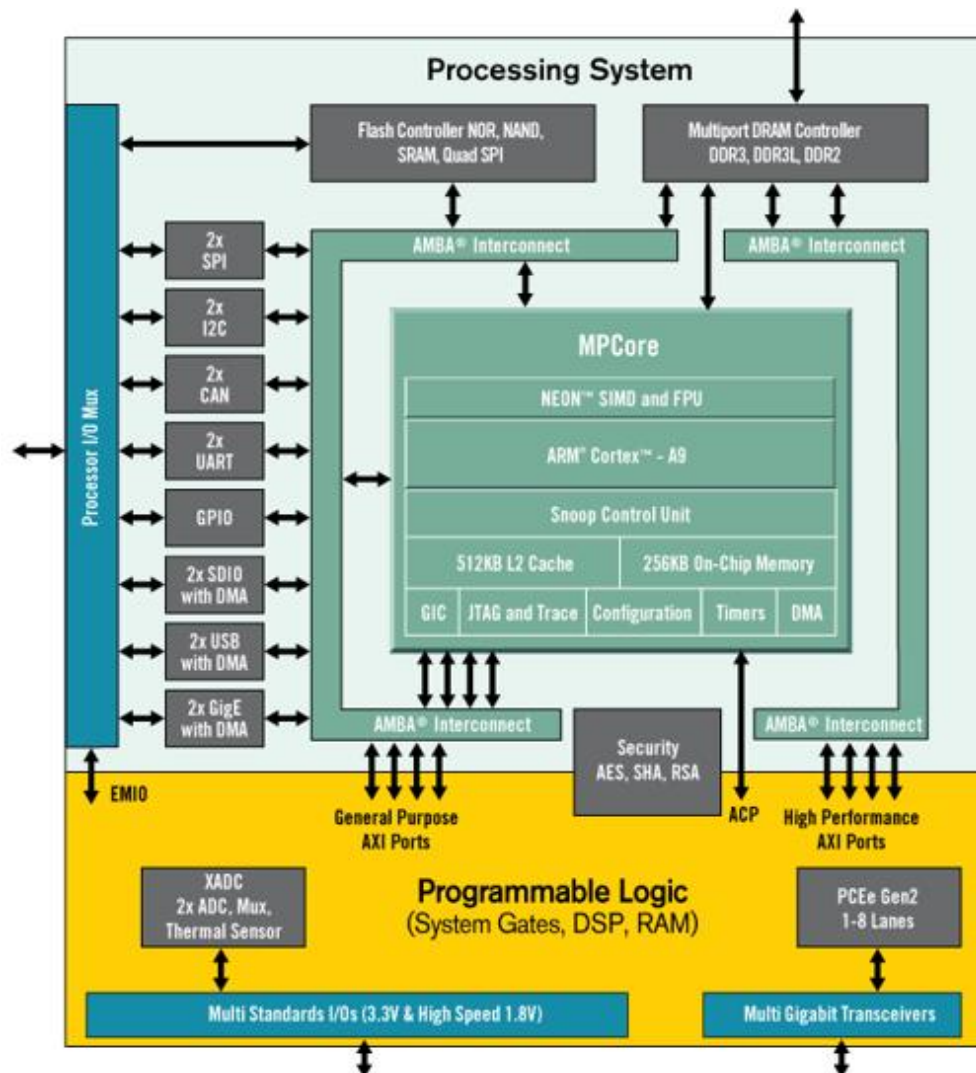 Processing System
Flash Controller NOR, NAND,
SRAM, Quad SPI
Multiport DRAM Controller
DDR3, DDR3L, DDR2
Processor I/O Mux
2x
SPI
2x
I2C
2x
CAN
2x
UART
GPIO
2x SDIO
with DMA
2x USB
with DMA
2x GigE
with DMA
AMBA® Interconnect
AMBA® Interconnect
MPCore
NEON™ SIMD and FPU
ARM® Cortex™ - A9
Snoop Control Unit
512KB L2 Cache
256KB On-Chip Memory
GIC
JTAG and Trace
Configuration
Timers
DMA
AMBA® Interconnect
AMBA® Interconnect
Security
AES, SHA, RSA
EMIO
General Purpose
AXI Ports
ACP
High Performance
AXI Ports
XADC
2x ADC, Mux,
Thermal Sensor
Programmable Logic
(System Gates, DSP, RAM)
PCEe Gen2
1-8 Lanes
Multi Standards I/Os (3.3V & High Speed 1.8V)
Multi Gigabit Transceivers